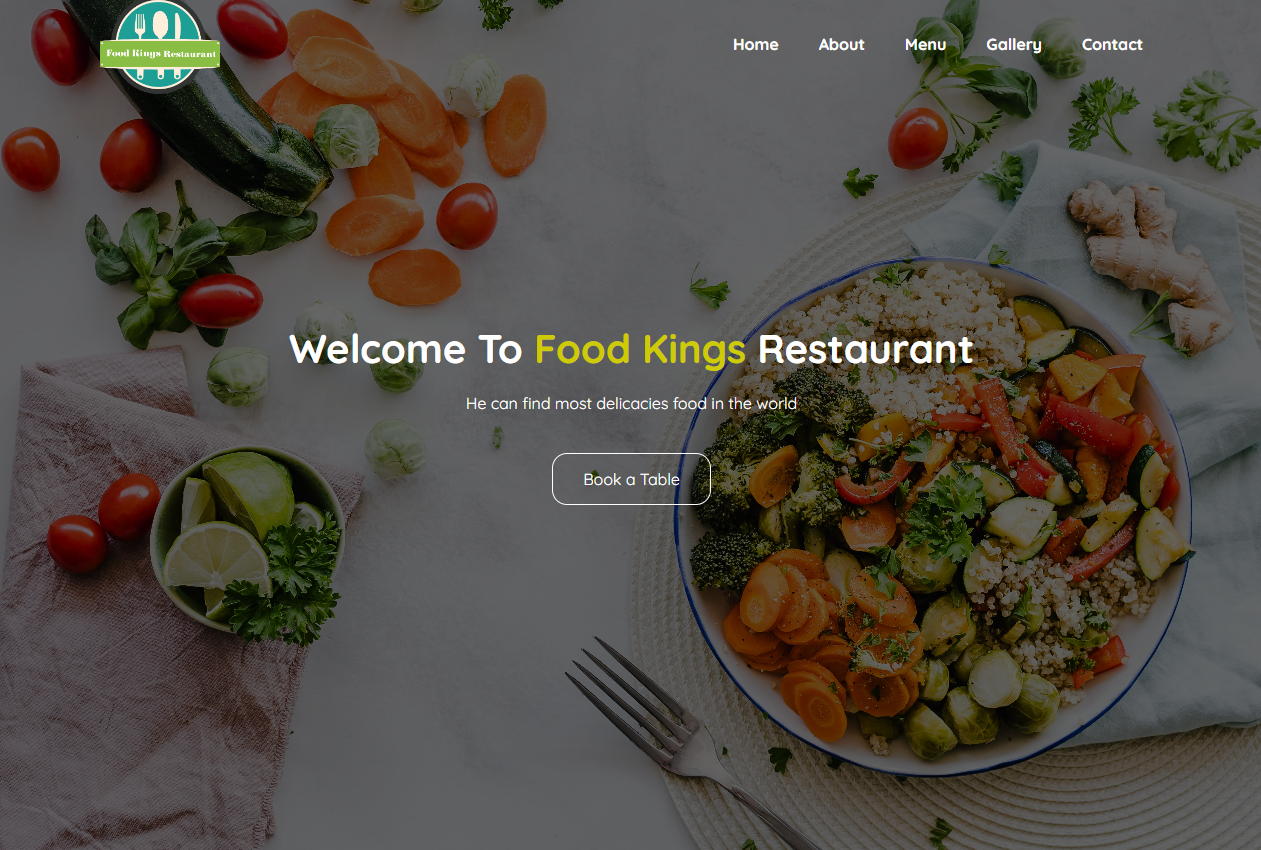 Food Kings Restaurant
Home About Menu Gallery Contact
Welcome To Food Kings Restaurant
He can find most delicacies food in the world
Book a Table